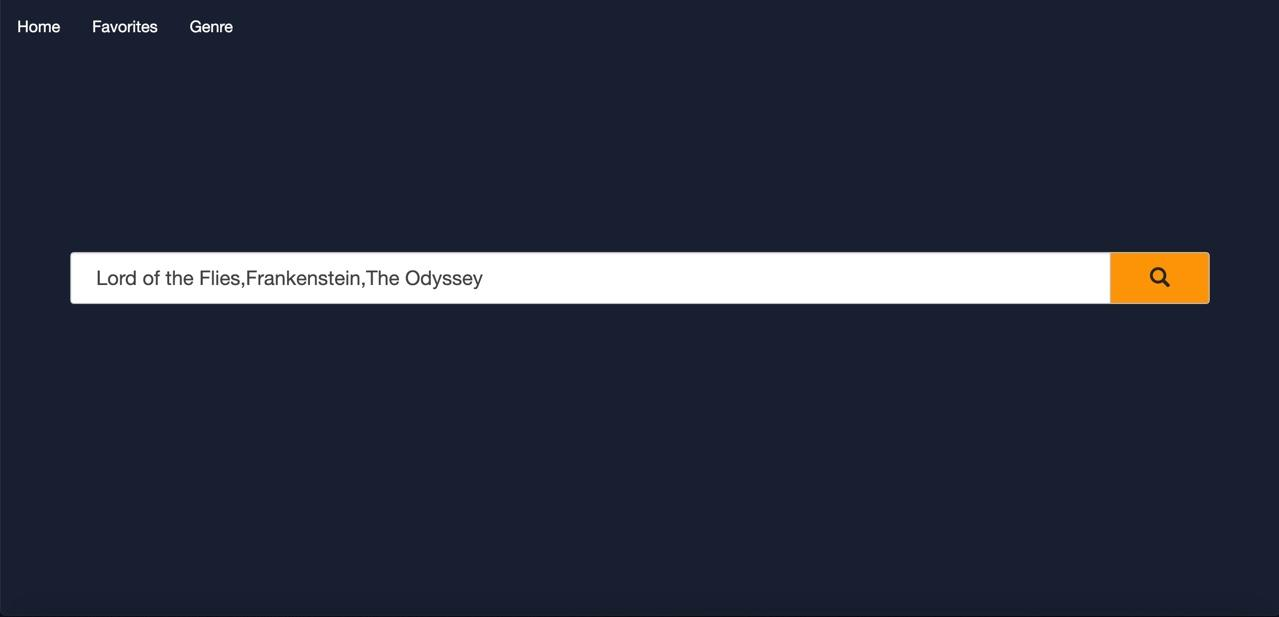 Home Favorites Genre
Lord of the Flies,Frankenstein,The Odyssey